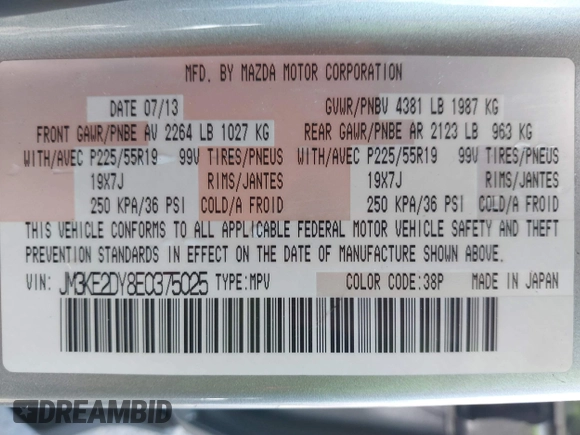 MFD. BY MAZDA MOTOR CORPORATION
DATE 07/13 GVWR/PNBV 4381 LB 1987 KG
FRONT GAWR/PNBE AV 2264 LB 1027 KG REAR GAWR/PNBE AR 2123 LB 963 KG
WITH/AVEC P225/55R19 99V TIRES/PNEUS WITH/AVEC P225/55R19 99V TIRES/PNEUS
19X7J RIMS/JANTES 19X7J RIMS/JANTES
250 KPA/36 PSI COLD/A FROID 250 KPA/36 PSI COLD/A FROID
THIS VEHICLE CONFORMS TO ALL APPLICABLE FEDERAL MOTOR VEHICLE SAFETY AND THEFT
PREVENTION STANDARDS IN EFFECT ON THE DATE OF MANUFACTURE SHOWN ABOVE.
VIN: JM3KE2DY8E0375025 TYPE:MPV COLOR CODE:38P MADE IN JAPAN
DREAMBID